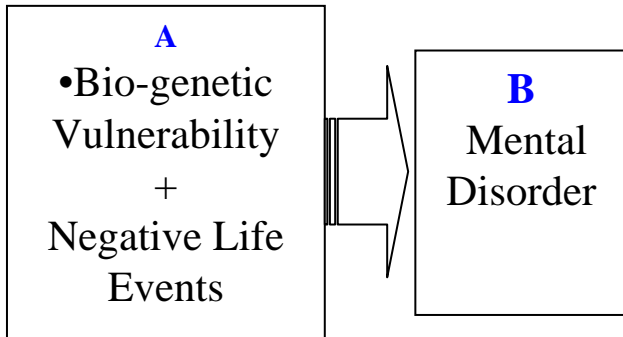 A
•Bio-genetic
Vulnerability
+
Negative Life
Events
B
Mental
Disorder